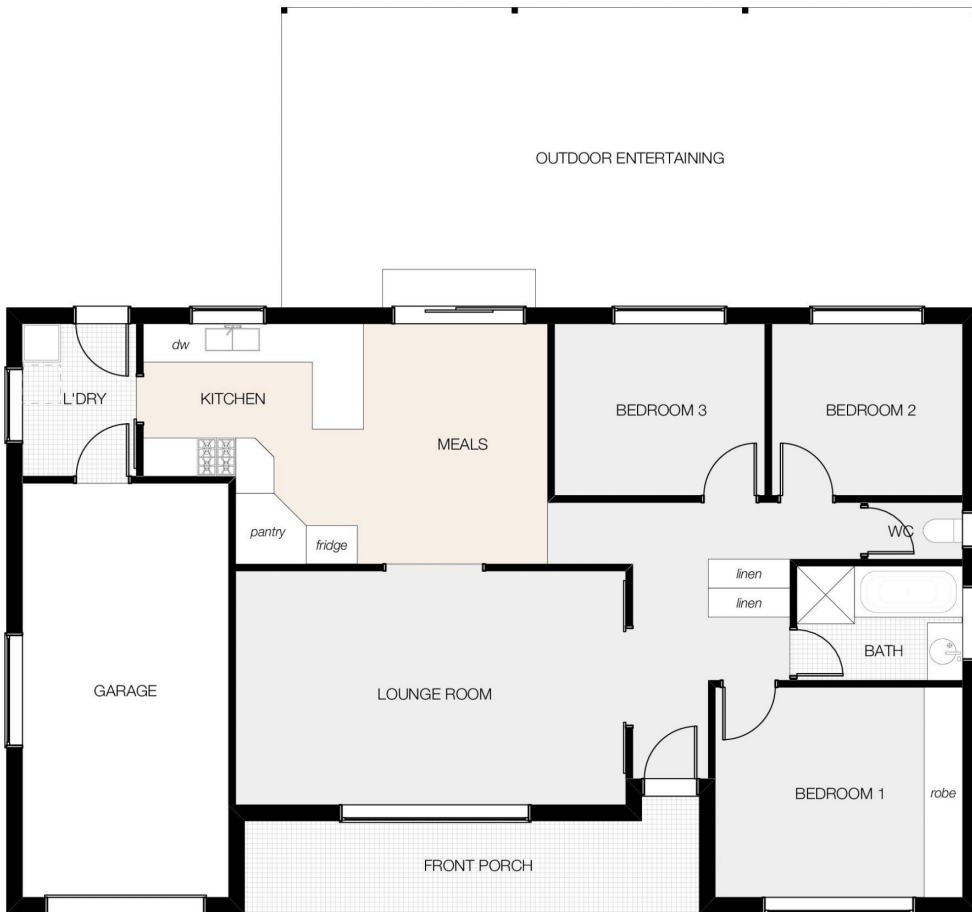 OUTDOOR ENTERTAINING
dw
L'DRY
KITCHEN
MEALS
BEDROOM 3
BEDROOM 2
pantry
fridge
WC
linen
linen
BATH
GARAGE
LOUNGE ROOM
BEDROOM 1
robe
FRONT PORCH